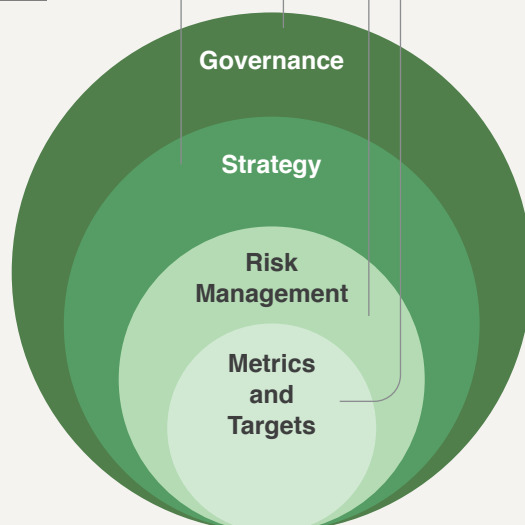 Governance
Strategy
Risk
Management
Metrics
and
Targets